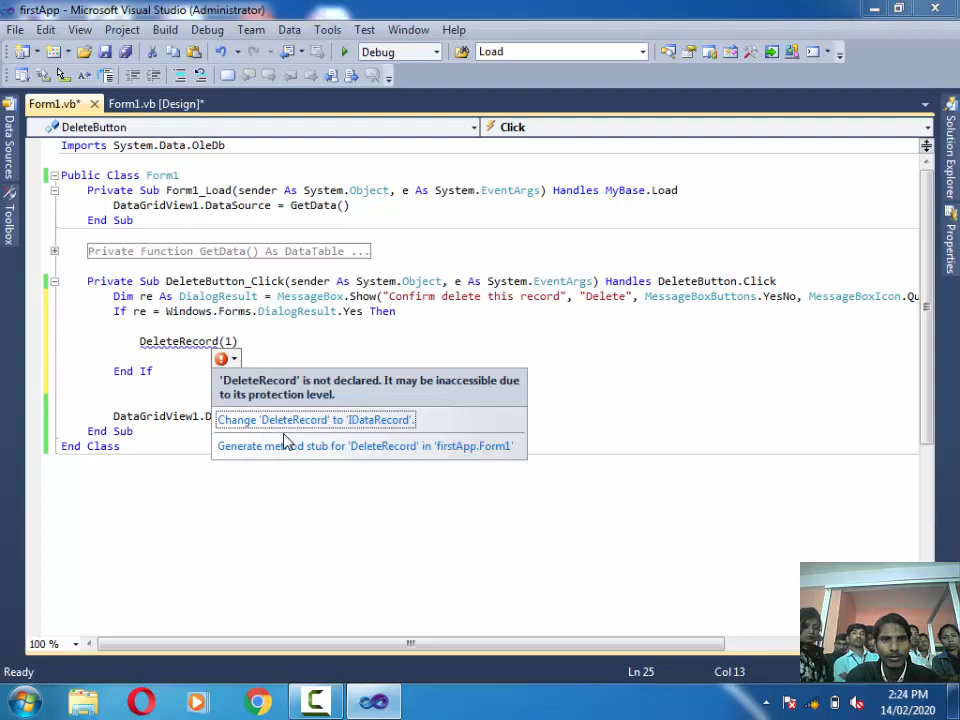 firstApp - Microsoft Visual Studio (Administrator)
File Edit View Project Build Debug Team Data Tools Test Window Help
Debug Load
Form1.vb* Form1.vb [Design]*
DeleteButton Click
Imports System.Data.OleDb
Public Class Form1
Private Sub Form1_Load(sender As System.Object, e As System.EventArgs) Handles MyBase.Load
DataGridView1.DataSource = GetData()
End Sub
Private Function GetData() As DataTable ...
Private Sub DeleteButton_Click(sender As System.Object, e As System.EventArgs) Handles DeleteButton.Click
Dim re As DialogResult = MessageBox.Show("Confirm delete this record", "Delete", MessageBoxButtons.YesNo, MessageBoxIcon.Qu
If re = Windows.Forms.DialogResult.Yes Then
DeleteRecord(1)
'DeleteRecord' is not declared. It may be inaccessible due
to its protection level.
Change 'DeleteRecord' to 'IDataRecord'.
Generate method stub for 'DeleteRecord' in 'firstApp.Form1'
End If
DataGridView1.D
End Sub
End Class
Data Sources
Toolbox
Solution Explorer
Properties
100 %
Ready Ln 25 Col 13
2:24 PM
14/02/2020